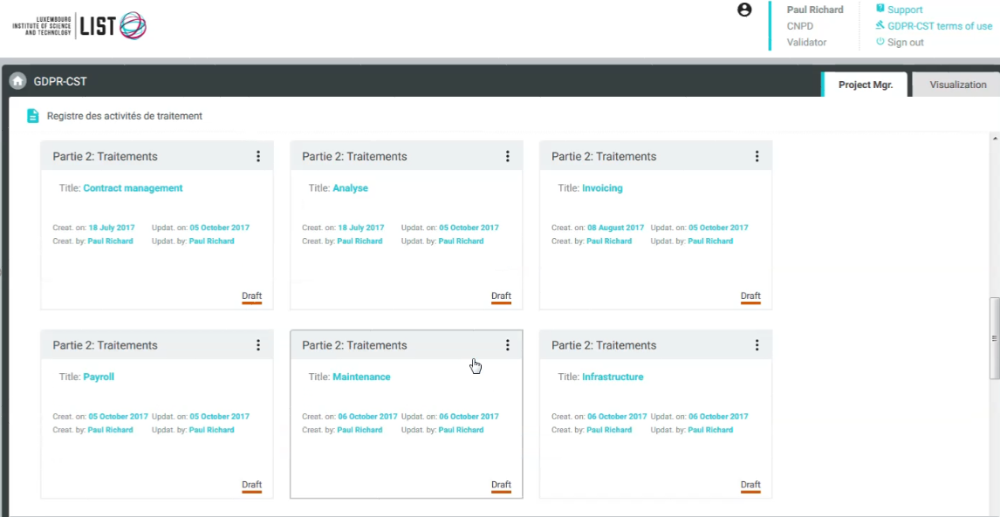 LUXEMBOURG
INSTITUTE OF SCIENCE
AND TECHNOLOGY
LIST
Paul Richard
CNPD
Validator
Support
GDPR-CST terms of use
Sign out
GDPR-CST
Project Mgr.
Visualization
Registre des activités de traitement
Partie 2: Traitements
Title: Contract management
Creat. on: 18 July 2017 Updat. on: 05 October 2017
Creat. by: Paul Richard Updat. by: Paul Richard
Draft
Partie 2: Traitements
Title: Analyse
Creat. on: 18 July 2017 Updat. on: 05 October 2017
Creat. by: Paul Richard Updat. by: Paul Richard
Draft
Partie 2: Traitements
Title: Invoicing
Creat. on: 08 August 2017 Updat. on: 05 October 2017
Creat. by: Paul Richard Updat. by: Paul Richard
Draft
Partie 2: Traitements
Title: Payroll
Creat. on: 05 October 2017 Updat. on: 05 October 2017
Creat. by: Paul Richard Updat. by: Paul Richard
Draft
Partie 2: Traitements
Title: Maintenance
Creat. on: 06 October 2017 Updat. on: 06 October 2017
Creat. by: Paul Richard Updat. by: Paul Richard
Draft
Partie 2: Traitements
Title: Infrastructure
Creat. on: 06 October 2017 Updat. on: 06 October 2017
Creat. by: Paul Richard Updat. by: Paul Richard
Draft